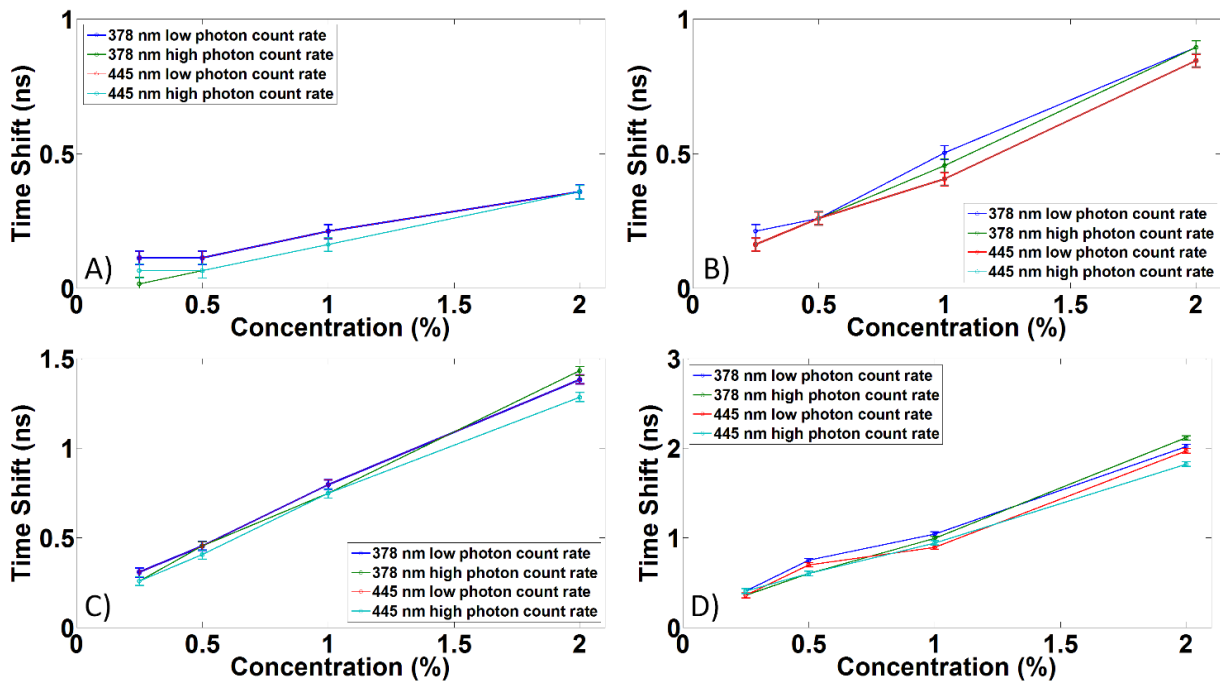 1
378 nm low photon count rate
378 nm high photon count rate
445 nm low photon count rate
445 nm high photon count rate
Time Shift (ns)
0.5
A)
0
0 0.5 1 1.5 2
Concentration (%)
1
Time Shift (ns)
0.5
378 nm low photon count rate
378 nm high photon count rate
445 nm low photon count rate
445 nm high photon count rate
B)
0
0 0.5 1 1.5 2
Concentration (%)
1.5
Time Shift (ns)
1
0.5
378 nm low photon count rate
378 nm high photon count rate
445 nm low photon count rate
445 nm high photon count rate
C)
0
0 0.5 1 1.5 2
Concentration (%)
3
378 nm low photon count rate
378 nm high photon count rate
445 nm low photon count rate
445 nm high photon count rate
Time Shift (ns)
2
1
D)
0
0 0.5 1 1.5 2
Concentration (%)